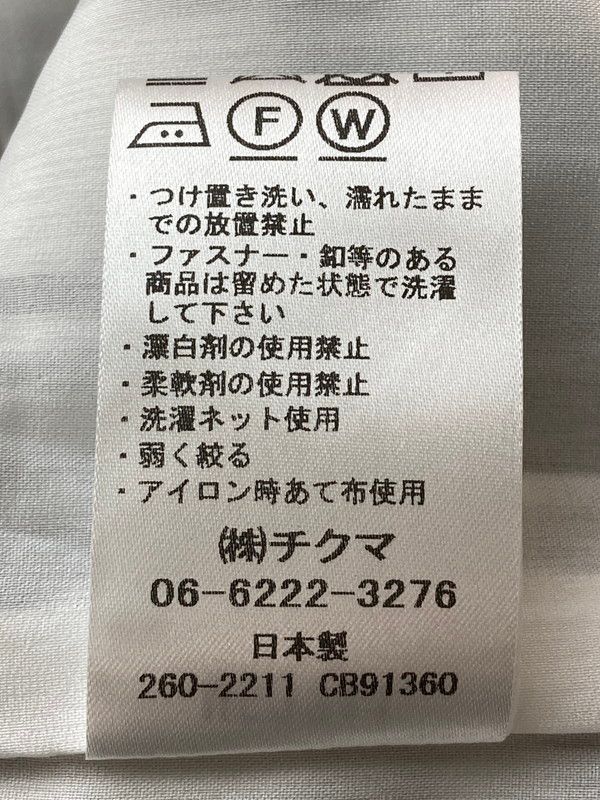 F W
・つけ置き洗い、濡れたまま
での放置禁止
・ファスナー・釦等のある
商品は留めた状態で洗濯
して下さい
・漂白剤の使用禁止
・柔軟剤の使用禁止
・洗濯ネット使用
・弱く絞る
・アイロン時あて布使用
㈱チクマ
06-6222-3276
日本製
260-2211 CB91360